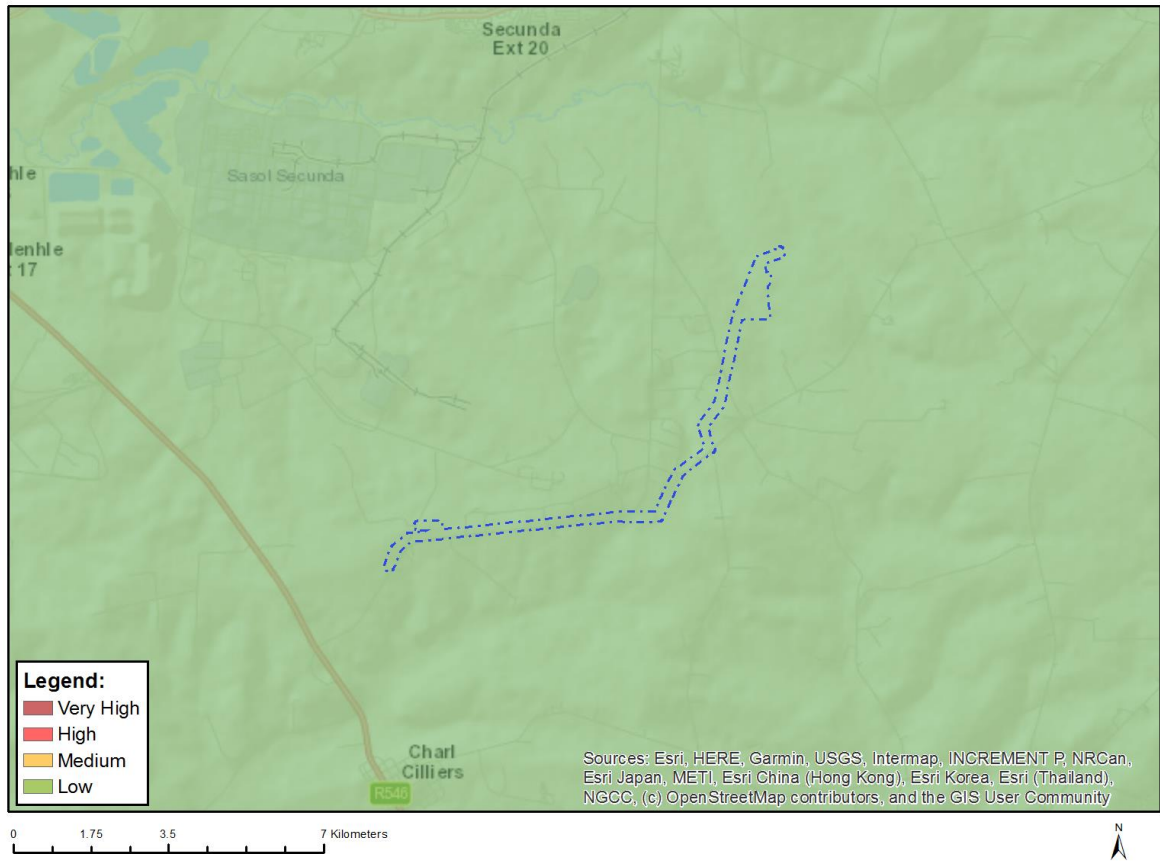 Secunda
Ext 20
Sasol Secunda
hle
lenhle
17
Charl
Cilliers
R546
Legend:
Very High
High
Medium
Low
Sources: Esri, HERE, Garmin, USGS, Intermap, INCREMENT P, NRCan,
Esri Japan, METI, Esri China (Hong Kong), Esri Korea, Esri (Thailand),
NGCC, (c) OpenStreetMap contributors, and the GIS User Community
0 1.75 3.5 7 Kilometers
N